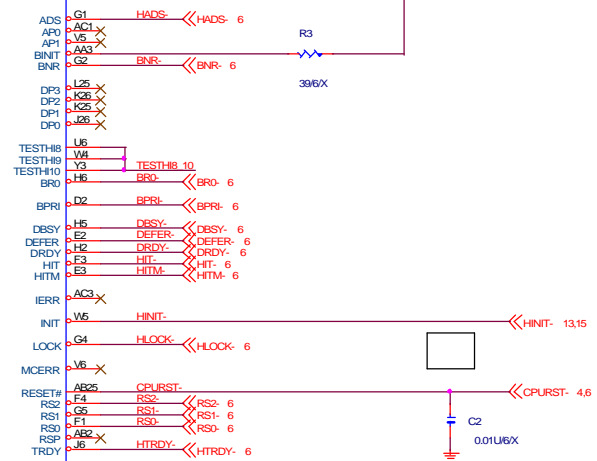 ADS G1 HADS- HADS- 6
AP0 AC1
AP1 V5
BINIT AA3 R3 39/6/X
BNR G2 BNR- BNR- 6
DP3 L25
DP2 K26
DP1 K25
DP0 J26
TESTHI8 U6
TESTHI9 W4
TESTHI10 Y3 TESTHI8_10
BR0 H6 BR0- BR0- 6
BPRI D2 BPRI- BPRI- 6
DBSY H5 DBSY- DBSY- 6
DEFER E2 DEFER- DEFER- 6
DRDY H2 DRDY- DRDY- 6
HIT F3 HIT- HIT- 6
HITM E3 HITM- HITM- 6
IERR AC3
INIT W5 HINIT- HINIT- 13,15
LOCK G4 HLOCK- HLOCK- 6
MCERR V6
RESET# AB25 CPURST- CPURST- 4,6
RS2 F4 RS2- RS2- 6
RS1 G5 RS1- RS1- 6
RS0 F1 RS0- RS0- 6
C2
RSP AB2
0.01U/6/X
TRDY J6 HTRDY- HTRDY- 6